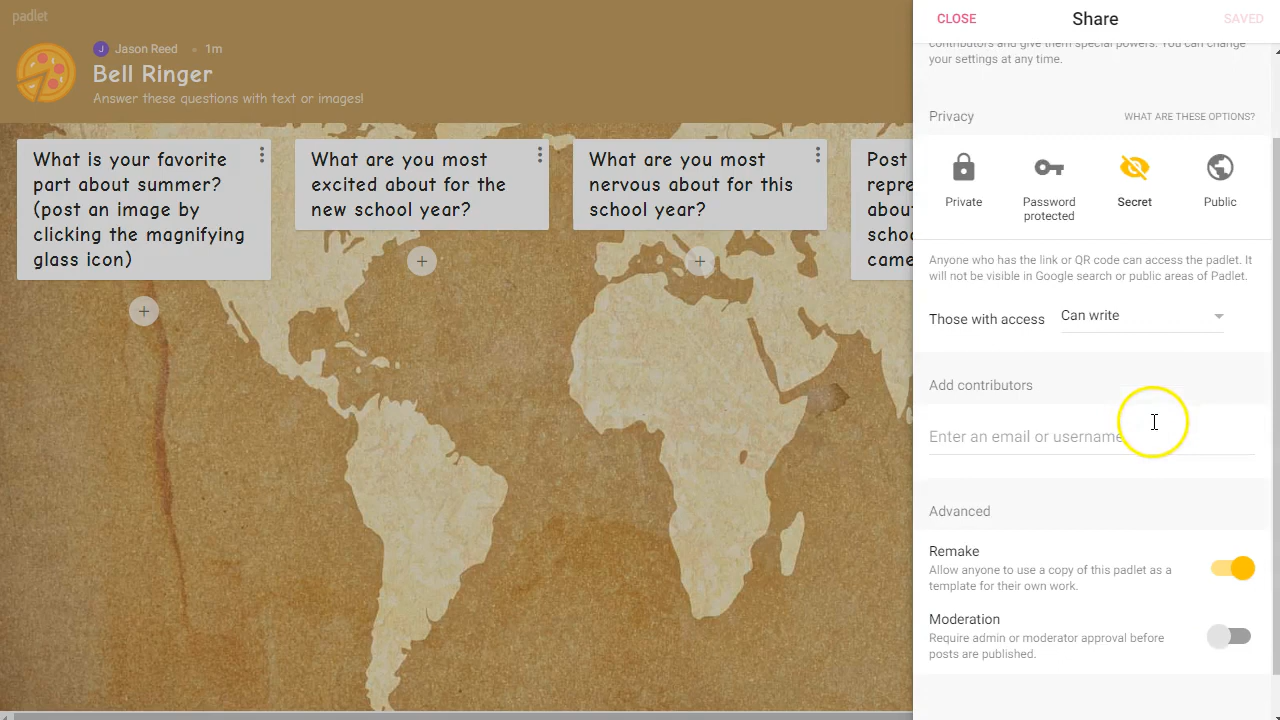 padlet
J Jason Reed • 1m
Bell Ringer
Answer these questions with text or images!
What is your favorite
part about summer?
(post an image by
clicking the magnifying
glass icon)
What are you most
excited about for the
new school year?
What are you most
nervous about for this
school year?
Post
repre
about
schoo
came
CLOSE
Share
SAVED
contributors and give them special powers. You can change
your settings at any time.
Privacy
WHAT ARE THESE OPTIONS?
Private
Password
protected
Secret
Public
Anyone who has the link or QR code can access the padlet. It
will not be visible in Google search or public areas of Padlet.
Those with access
Can write
Add contributors
Enter an email or username
Advanced
Remake
Allow anyone to use a copy of this padlet as a
template for their own work.
Moderation
Require admin or moderator approval before
posts are published.